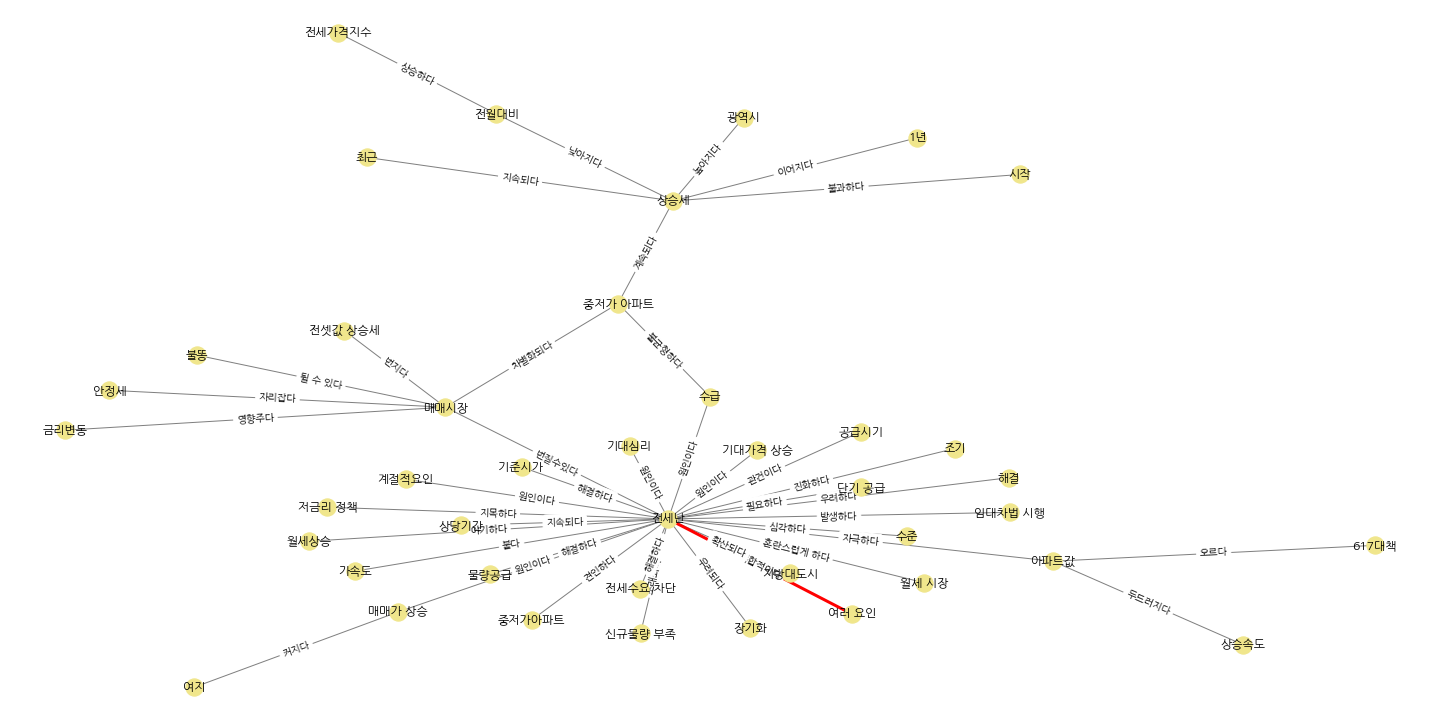 전세가격지수
상승하다
전월대비
광역시
1년
최근
낮아지다
높아지다
이어지다
시작
지속되다
불과하다
상승세
계속되다
중저가 아파트
전셋값 상승세
불똥
번지다
차별화되다
불균형하다
안정세
될 수 있다
자리잡다
수급
금리변동
영향주다
매매시장
기대심리
기대가격 상승
공급시기
조기
번질수있다
원인이다
기준시가
원인이다
원인이다
관건이다
계절적요인
해결하다
진화하다
단기 공급
해결
저금리 정책
원인이다
필요하다
우려하다
지목하다
발생하다
임대차법 시행
상당기간
야기하다
지속되다
전세난
심각하다
수준
월세상승
자극하다
617대책
오르다
가속도
붙다
해결하다
해결하다
확산되다
혼란스럽게 하다
아파트값
물량공급
원인이다
견인하다
우려되다
지방대도시
월세 시장
전세수요 차단
두드러지다
매매가 상승
중저가아파트
여러 요인
신규물량 부족
장기화
상승속도
커지다
여지